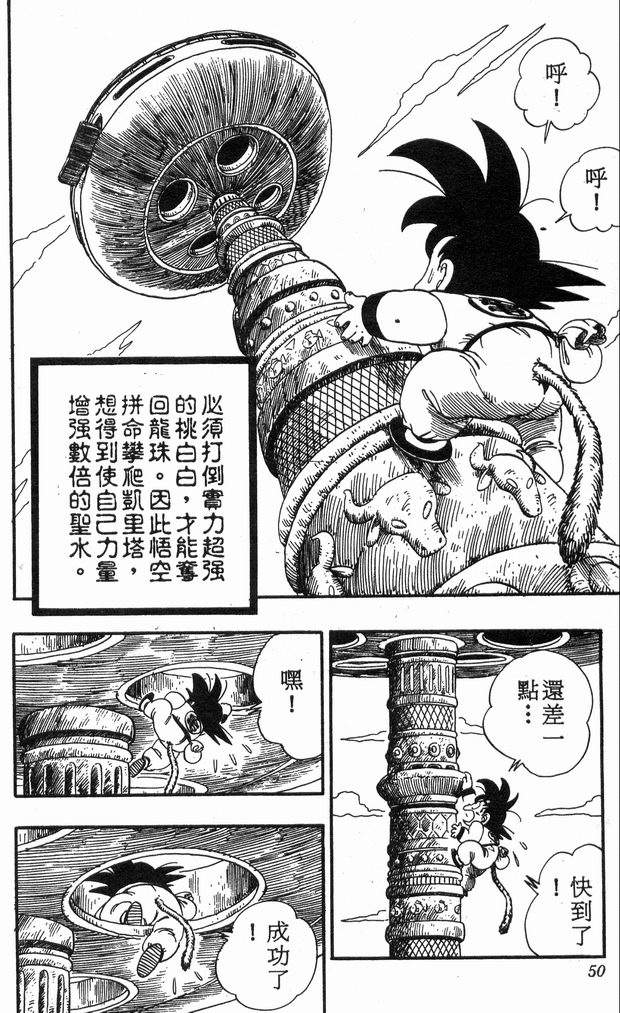 呼！
呼！
必須打倒實力超强
的桃白白，才能奪
回龍珠。因此悟空
拼命攀爬凱里塔，
想得到使自己力量
增强數倍的聖水。
還差一
點…
快到了
！
嘿！
成功了
！
50